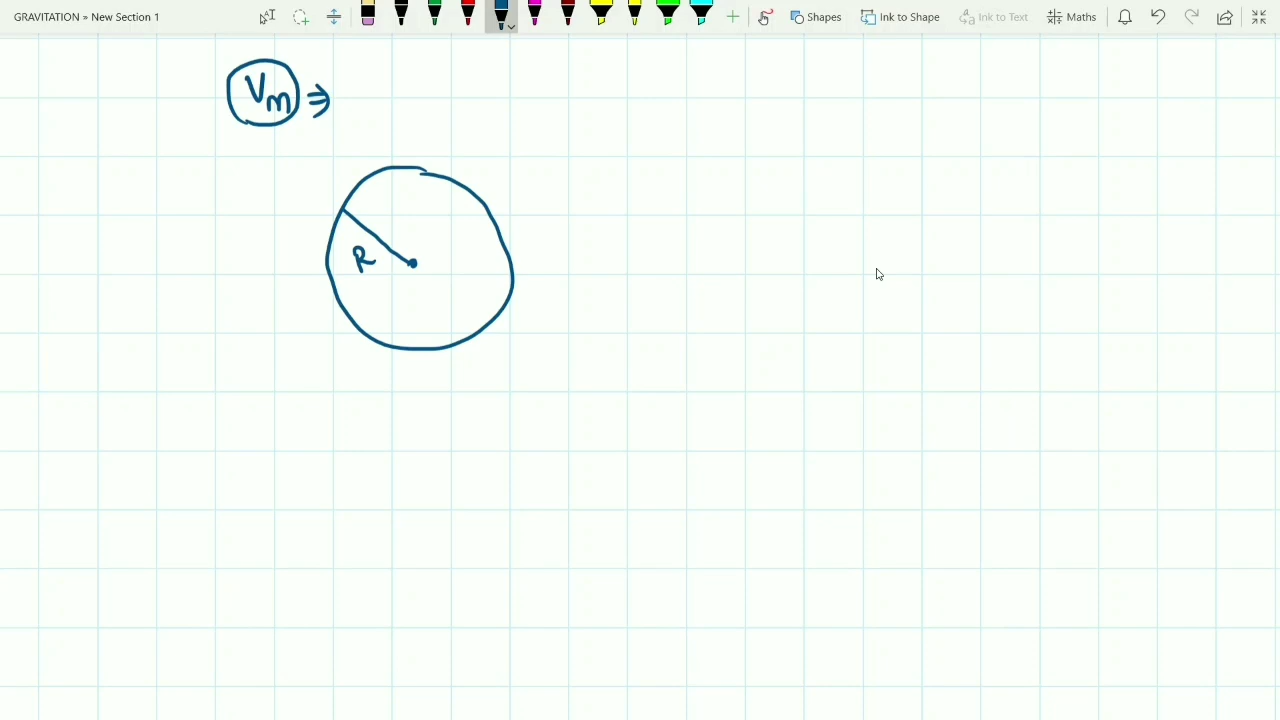 GRAVITATION » New Section 1
Shapes Ink to Shape Ink to Text Maths
Vm ⇒
R